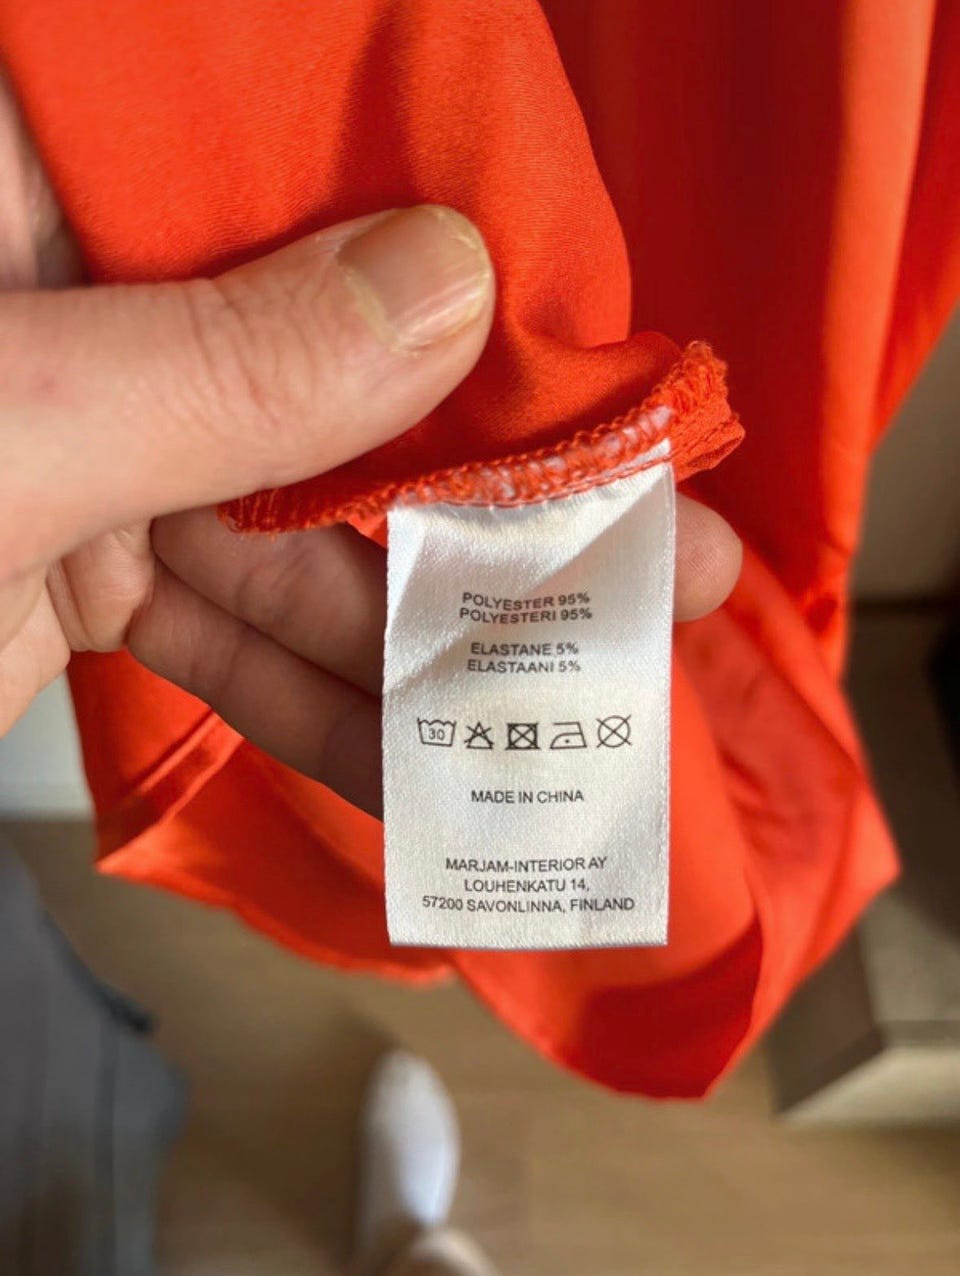 POLYESTER 95%
POLYESTERI 95%
ELASTANE 5%
ELASTAANI 5%
30
MADE IN CHINA
MARJAM-INTERIOR AY
LOUHENKATU 14,
57200 SAVONLINNA, FINLAND